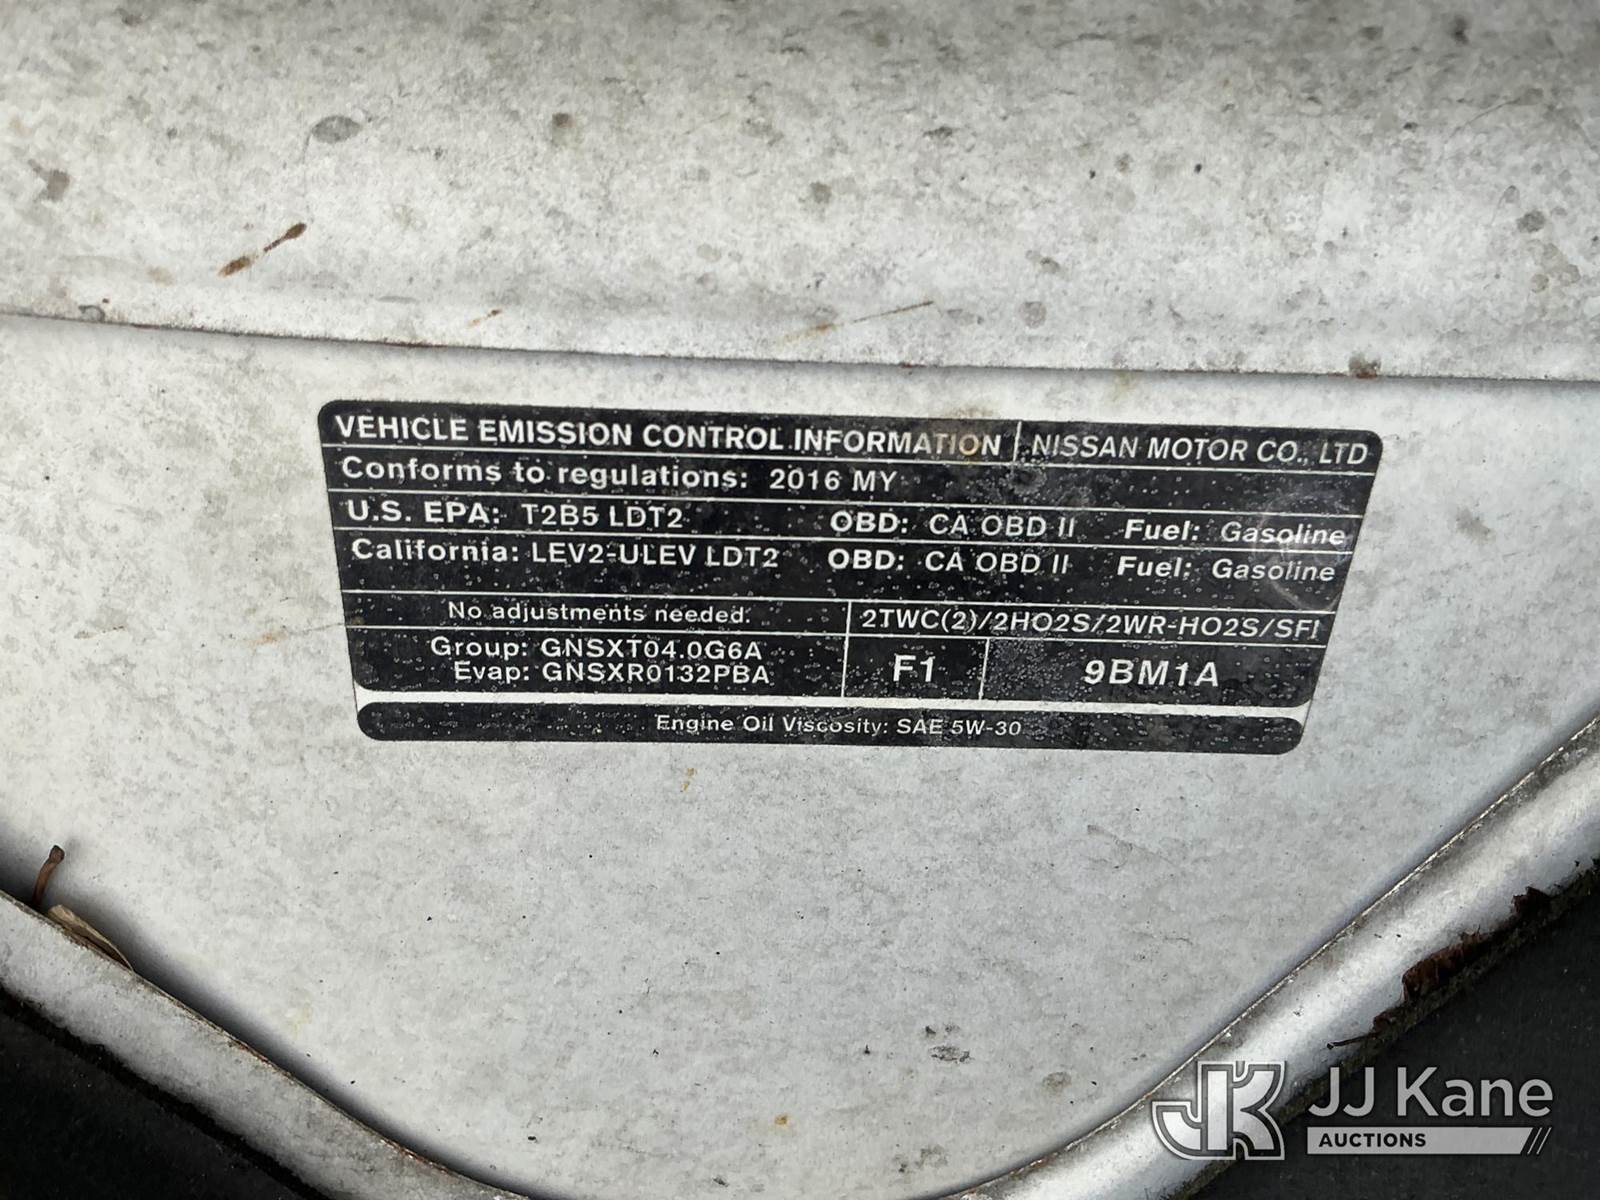 VEHICLE EMISSION CONTROL INFORMATION NISSAN MOTOR CO., LTD
Conforms to regulations: 2016 MY
U.S. EPA: T2B5 LDT2 OBD: CA OBD II Fuel: Gasoline
California: LEV2-ULEV LDT2 OBD: CA OBD II Fuel: Gasoline
No adjustments needed. 2TWC(2)/2HO2S/2WR-HO2S/SFI
Group: GNSXT04.0G6A
Evap: GNSXR0132PBA
F1 9BM1A
Engine Oil Viscosity: SAE 5W-30
JK JJ Kane
AUCTIONS